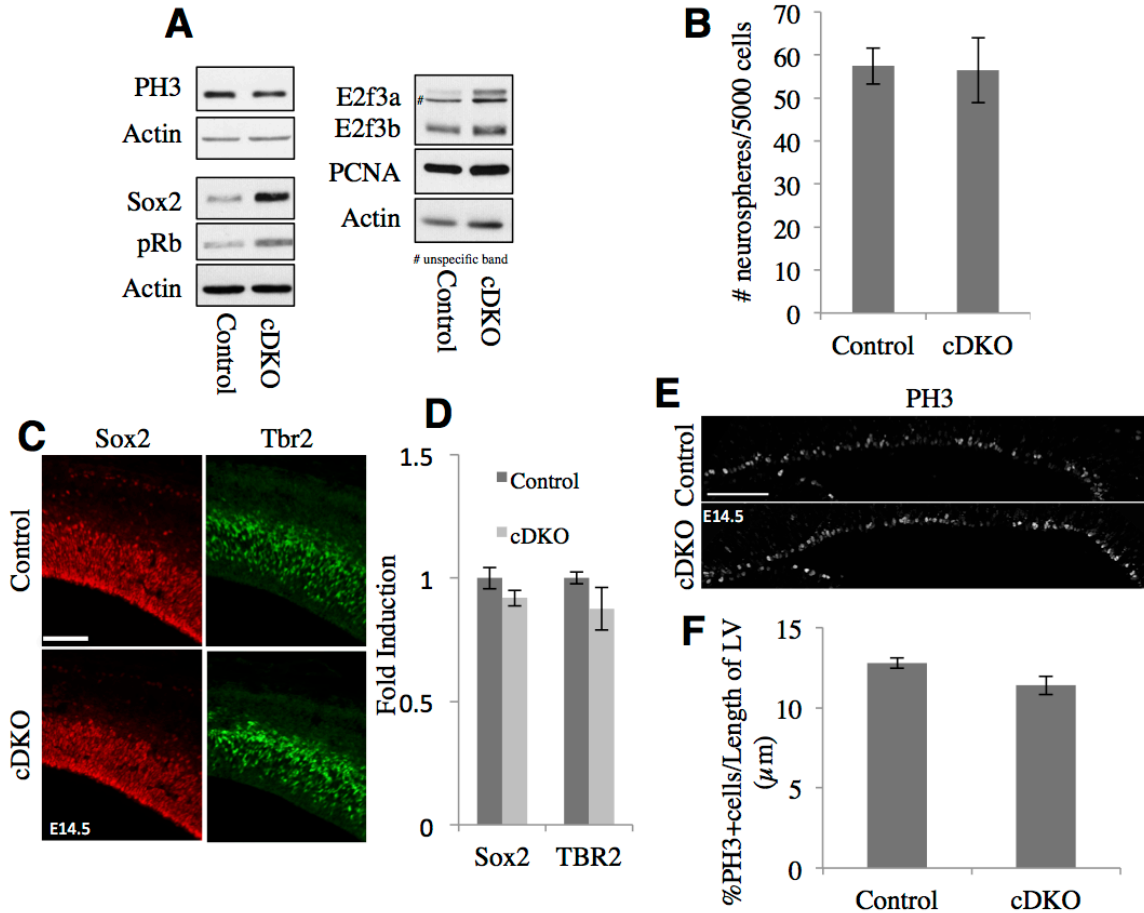 A
PH3
Actin
Sox2
pRb
Actin
Control
cDKO
E2f3a
#
E2f3b
PCNA
Actin
# unspecific band
Control
cDKO
B
# neurospheres/5000 cells
70
60
50
40
30
20
10
0
Control
cDKO
C
Sox2
Tbr2
Control
cDKO
E14.5
D
Fold Induction
1.5
1
0.5
0
Control
cDKO
Sox2
TBR2
E
PH3
Control
cDKO
E14.5
F
%PH3+cells/Length of LV
(μm)
15
10
5
0
Control
cDKO